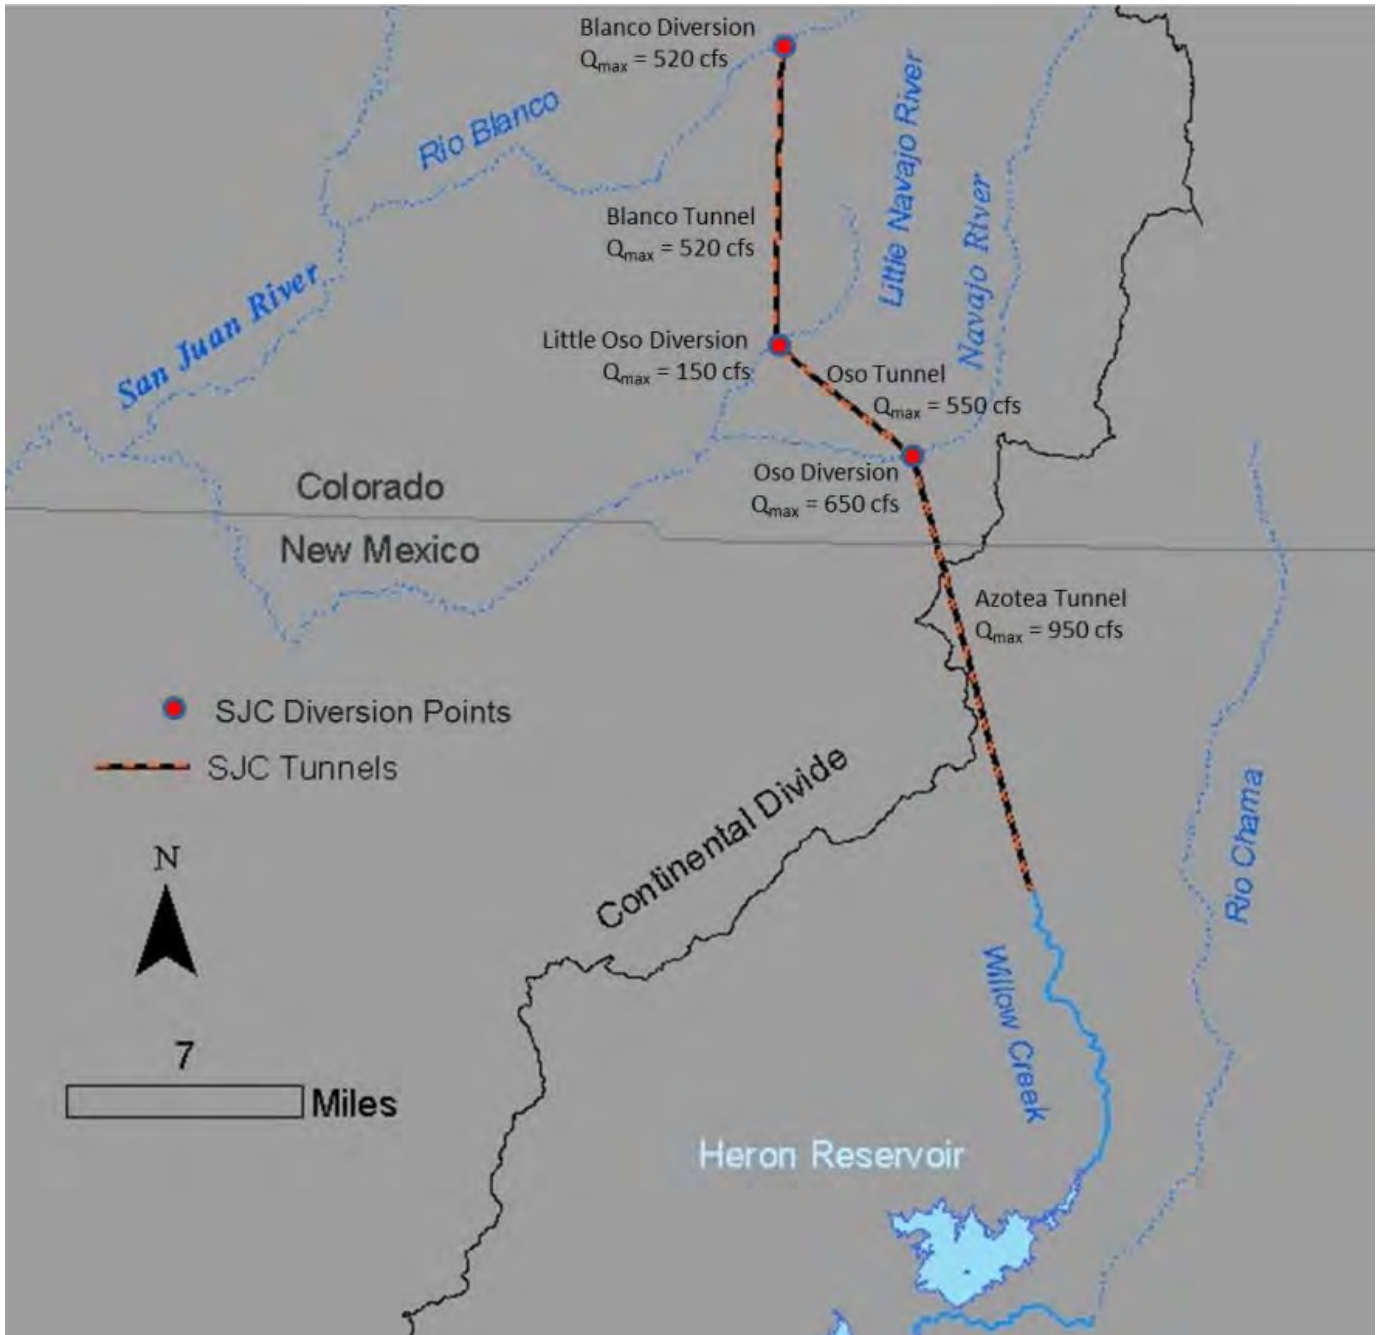 Blanco Diversion
Qmax = 520 cfs
Rio Blanco
Little Navajo River
Navajo River
Blanco Tunnel
Qmax = 520 cfs
San Juan River
Little Oso Diversion
Qmax = 150 cfs
Oso Tunnel
Qmax = 550 cfs
Oso Diversion
Qmax = 650 cfs
Colorado
New Mexico
Azotea Tunnel
Qmax = 950 cfs
SJC Diversion Points
SJC Tunnels
Continental Divide
Rio Chama
N
Willow Creek
7
Miles
Heron Reservoir